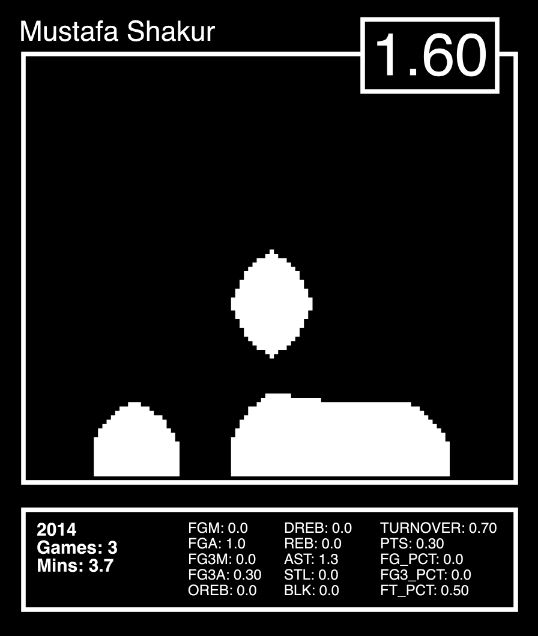 Mustafa Shakur
1.60
2014
Games: 3
Mins: 3.7
FGM: 0.0
FGA: 1.0
FG3M: 0.0
FG3A: 0.30
OREB: 0.0
DREB: 0.0
REB: 0.0
AST: 1.3
STL: 0.0
BLK: 0.0
TURNOVER: 0.70
PTS: 0.30
FG_PCT: 0.0
FG3_PCT: 0.0
FT_PCT: 0.50